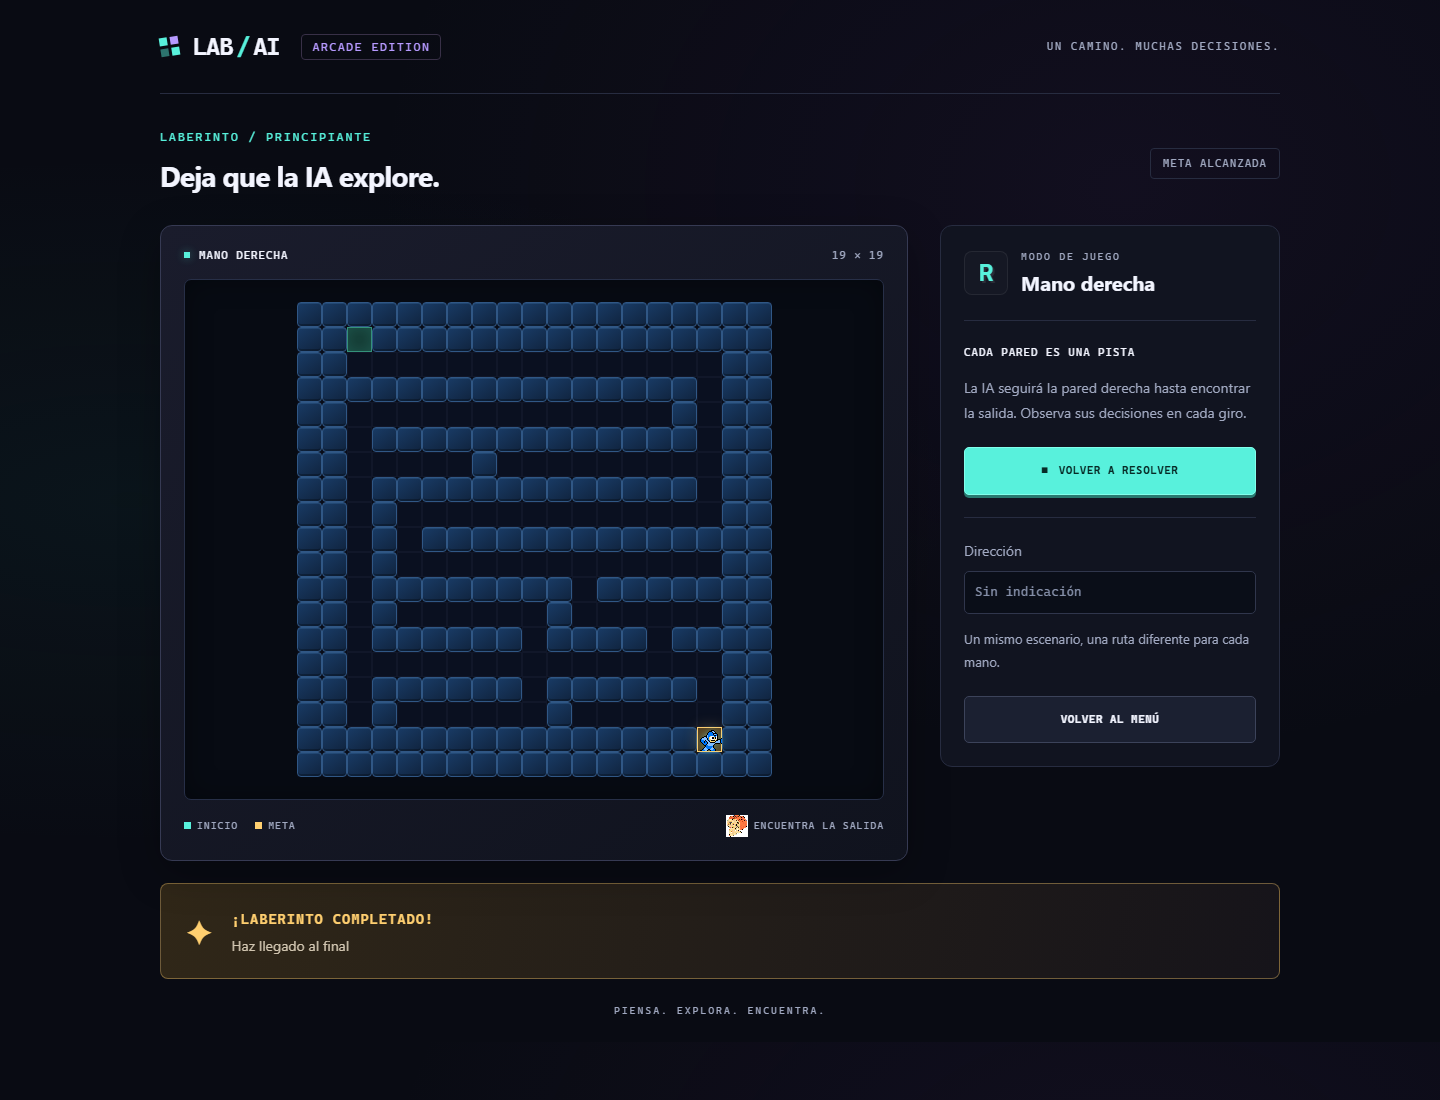 LAB/AI ARCADE EDITION
UN CAMINO. MUCHAS DECISIONES.
LABERINTO / PRINCIPIANTE
Deja que la IA explore.
META ALCANZADA
MANO DERECHA
19 × 19
INICIO
META
ENCUENTRA LA SALIDA
R
MODO DE JUEGO
Mano derecha
CADA PARED ES UNA PISTA
La IA seguirá la pared derecha hasta encontrar
la salida. Observa sus decisiones en cada giro.
VOLVER A RESOLVER
Dirección
Sin indicación
Un mismo escenario, una ruta diferente para cada
mano.
VOLVER AL MENÚ
¡LABERINTO COMPLETADO!
Haz llegado al final
PIENSA. EXPLORA. ENCUENTRA.